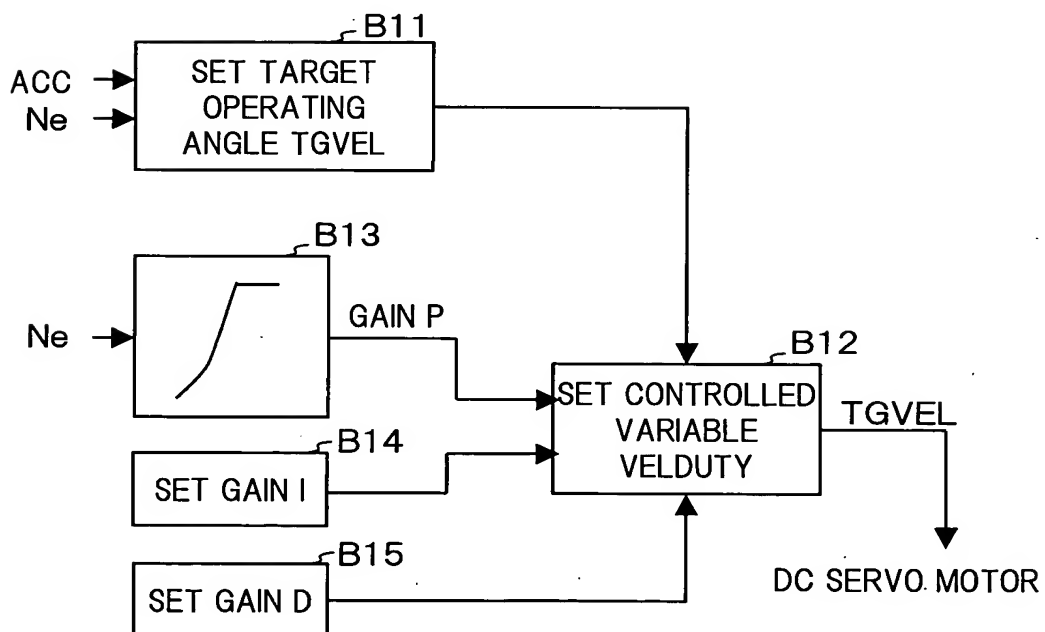 B11
ACC
Ne
SET TARGET
OPERATING
ANGLE TGVEL
B13
Ne
GAIN P
B12
SET CONTROLLED
VARIABLE
VELDUTY
TGVEL
B14
SET GAIN I
B15
SET GAIN D
DC SERVO MOTOR